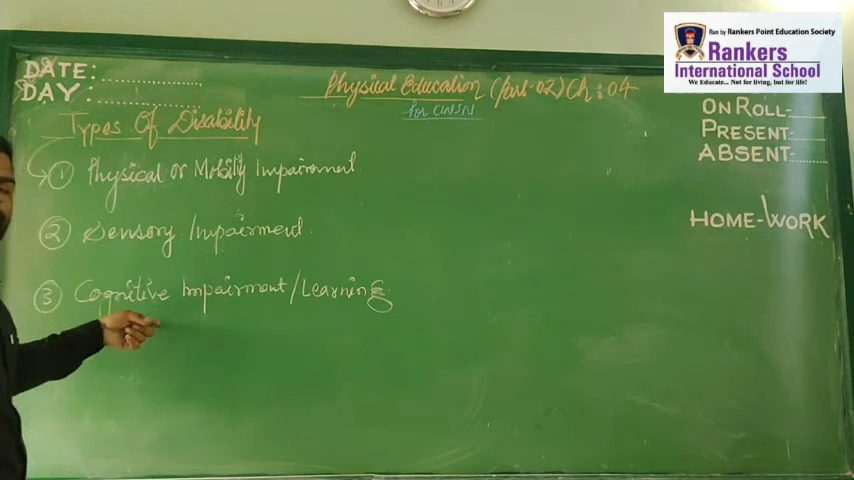 Run by Rankers Point Education Society
Rankers
International School
We Educate... Not for living, but for life!
DATE:
DAY:
Physical Education (Part-02) Ch:04
for CWSN
ON ROLL-
PRESENT-
ABSENT-
Types Of Disability
① Physical or Mobility Impairment
② Sensory Impairment.
③ Cognitive Impairment/Learning
HOME-WORK